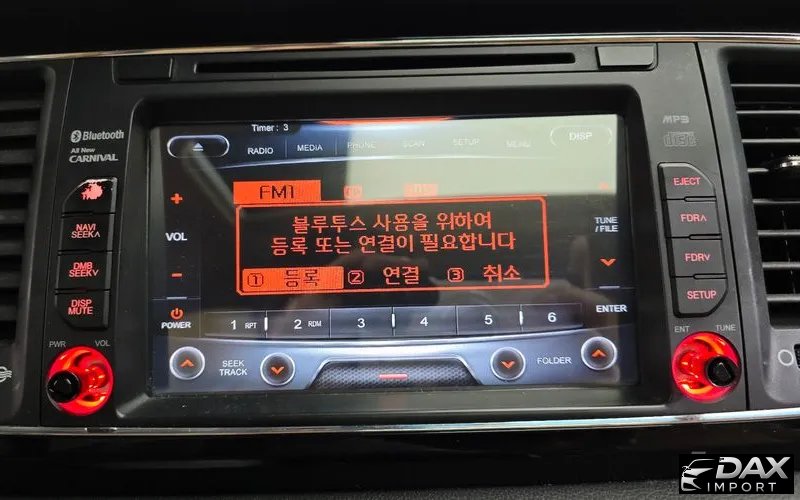 Timer : 3
RADIO MEDIA PHONE SCAN SETUP MENU DISP
Bluetooth
All New
CARNIVAL
MP3
EJECT
FM1
NAVI
SEEK∧
VOL
블루투스 사용을 위하여
등록 또는 연결이 필요합니다
TUNE
/FILE
FDR∧
DMB
SEEK∨
① 등록 ② 연결 ③ 취소
FDR∨
DISP
MUTE
SETUP
POWER
1 RPT 2 RDM 3 4 5 6
ENTER
PWR VOL
ENT TUNE
SEEK
TRACK
FOLDER
DAX
IMPORT